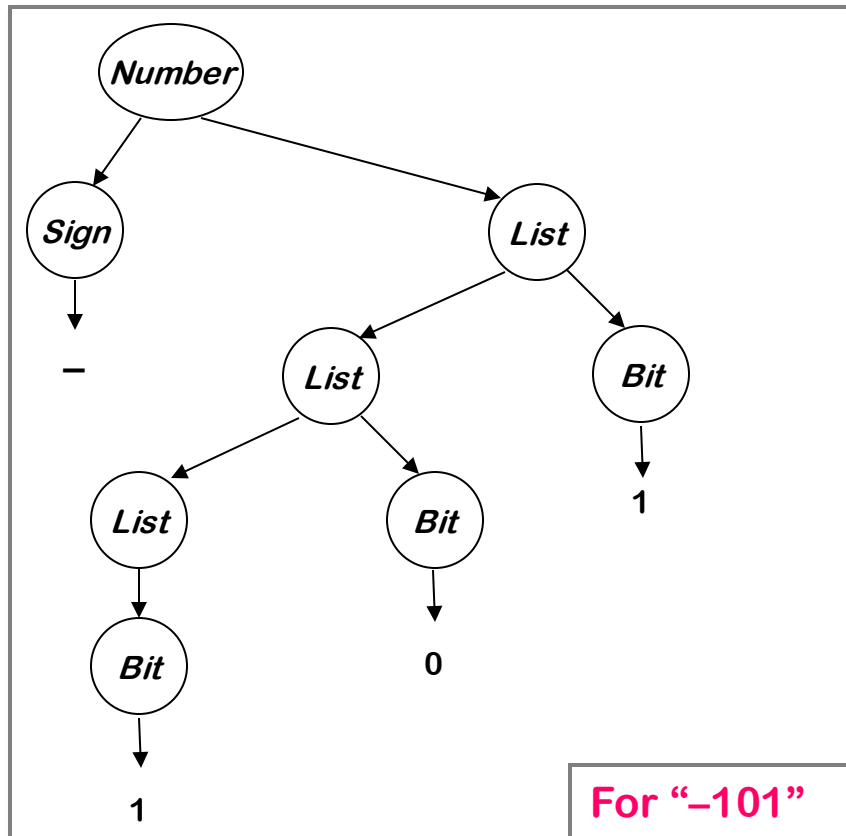 Number
Sign
List
–
List
Bit
1
List
Bit
0
Bit
1
For “–101”